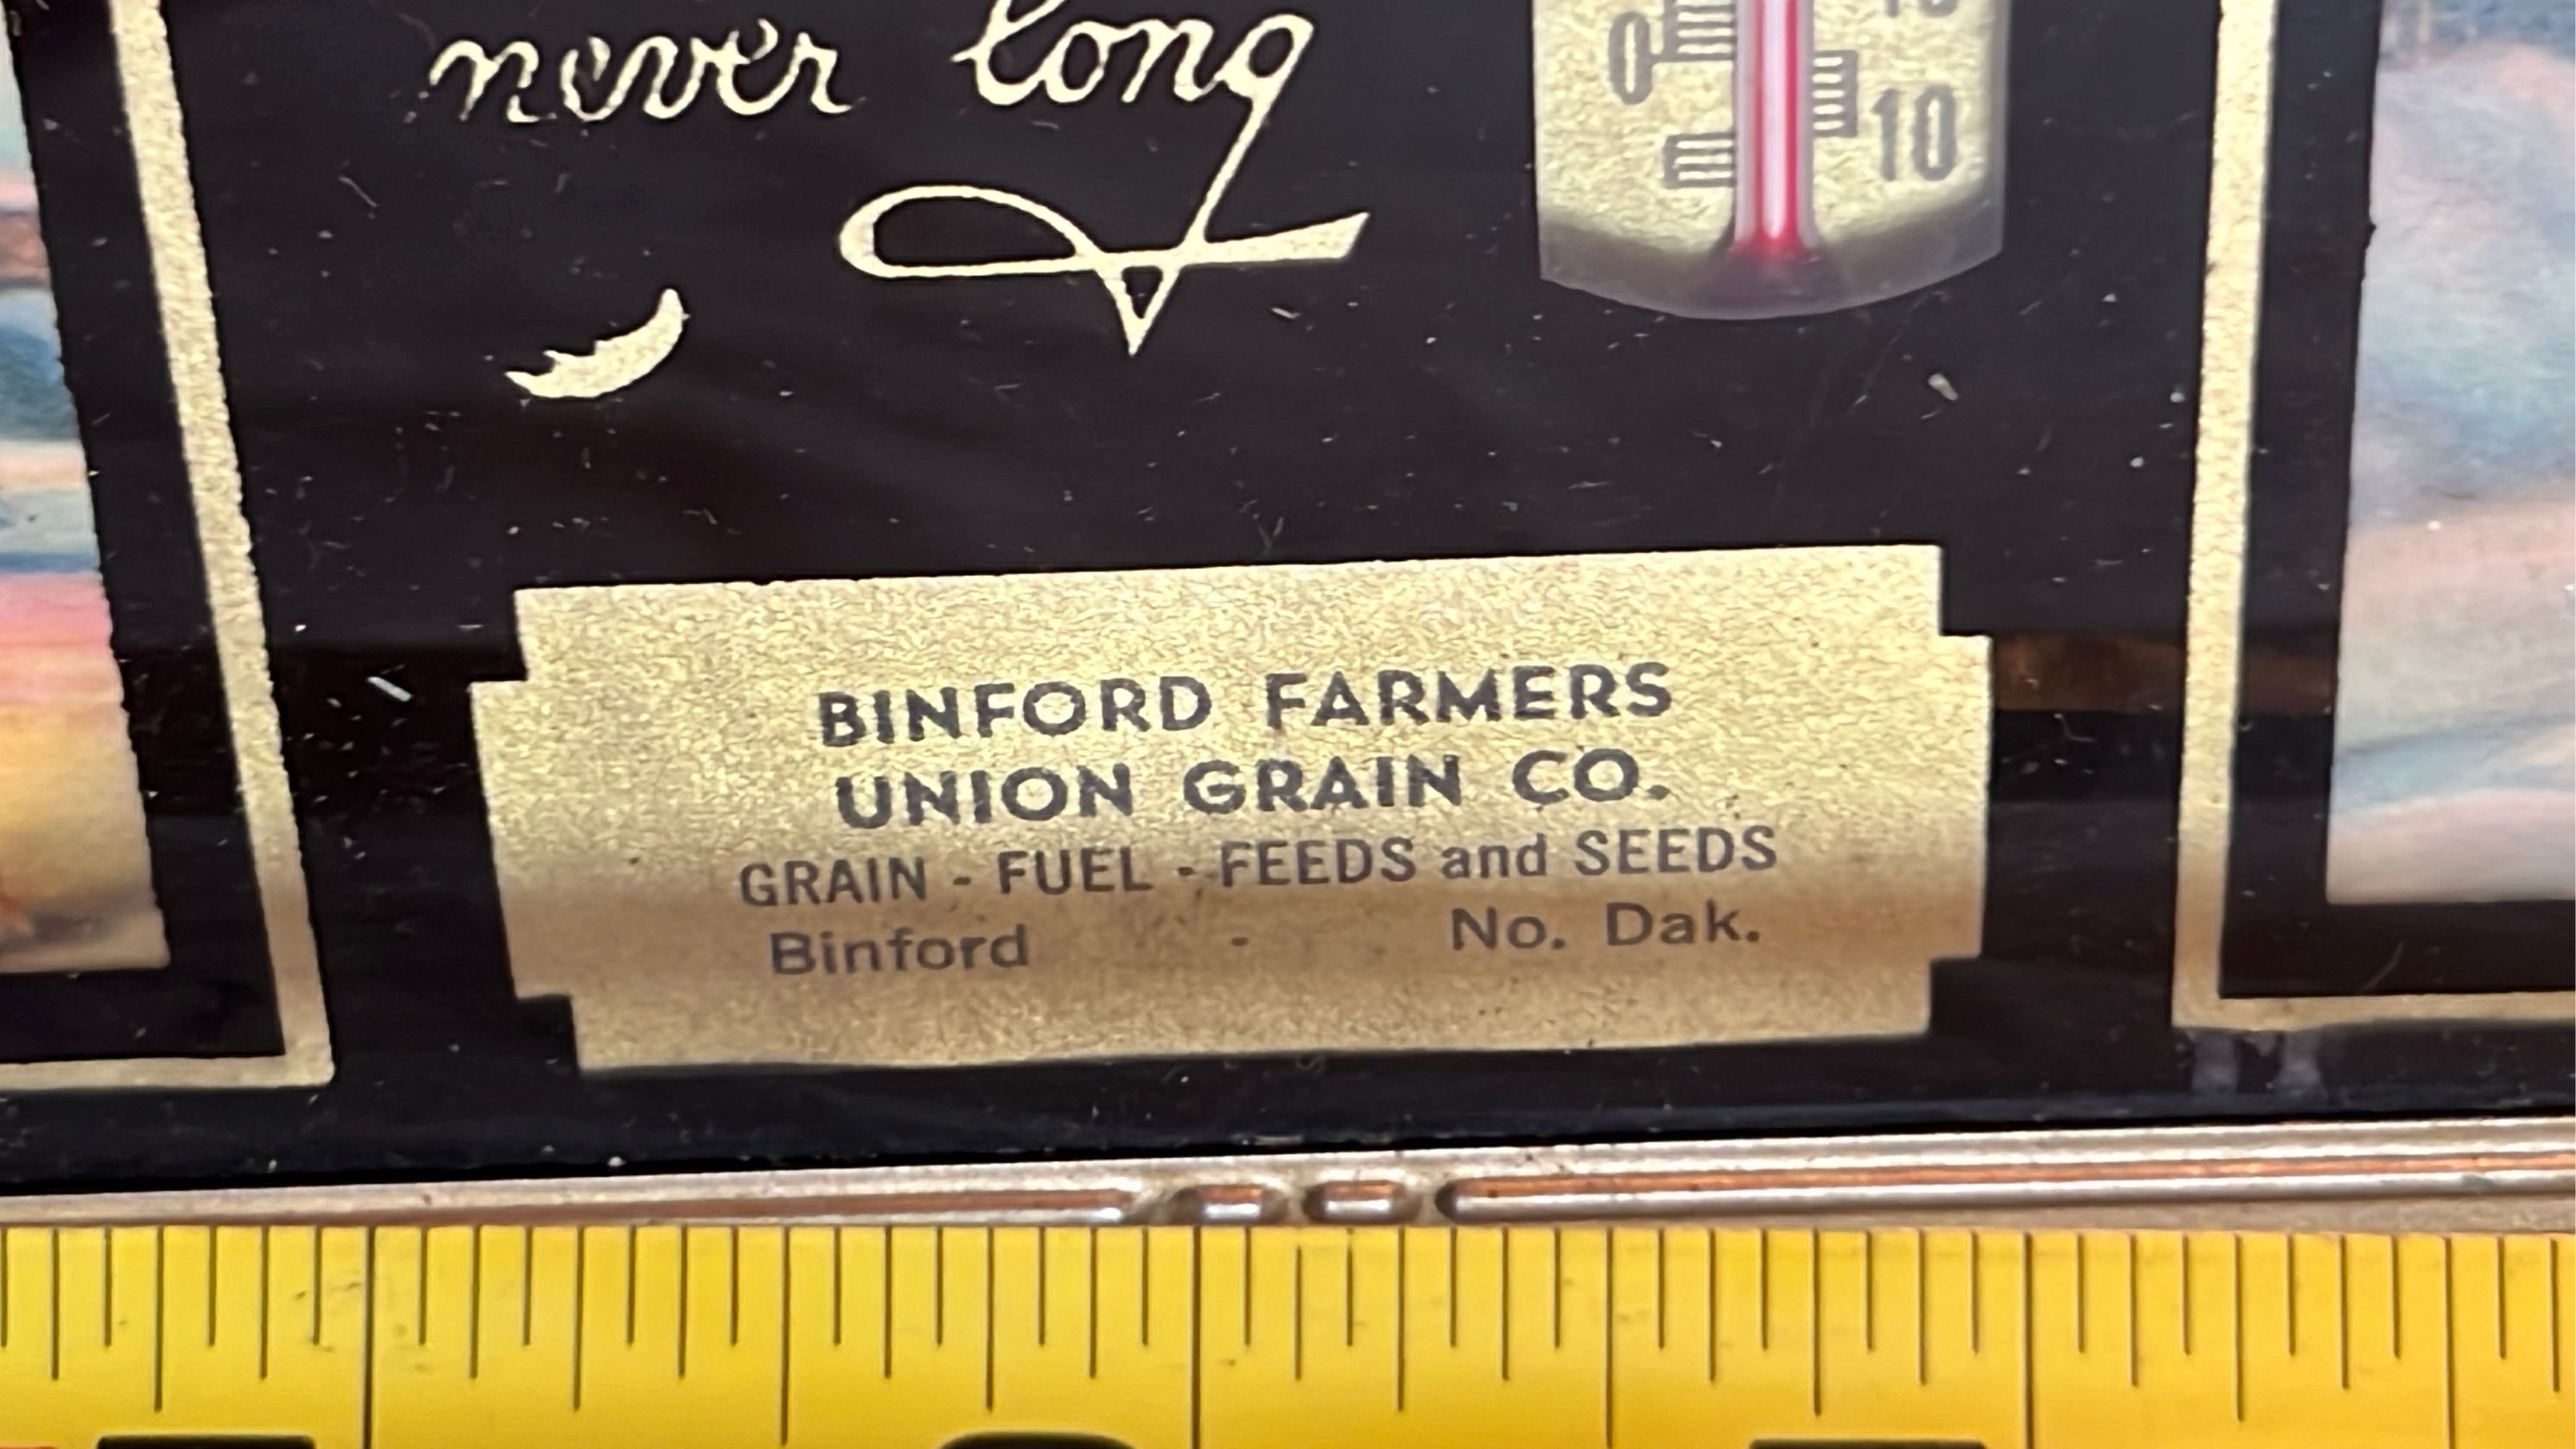 never long
0
10
BINFORD FARMERS
UNION GRAIN CO.
GRAIN - FUEL - FEEDS and SEEDS
Binford - No. Dak.